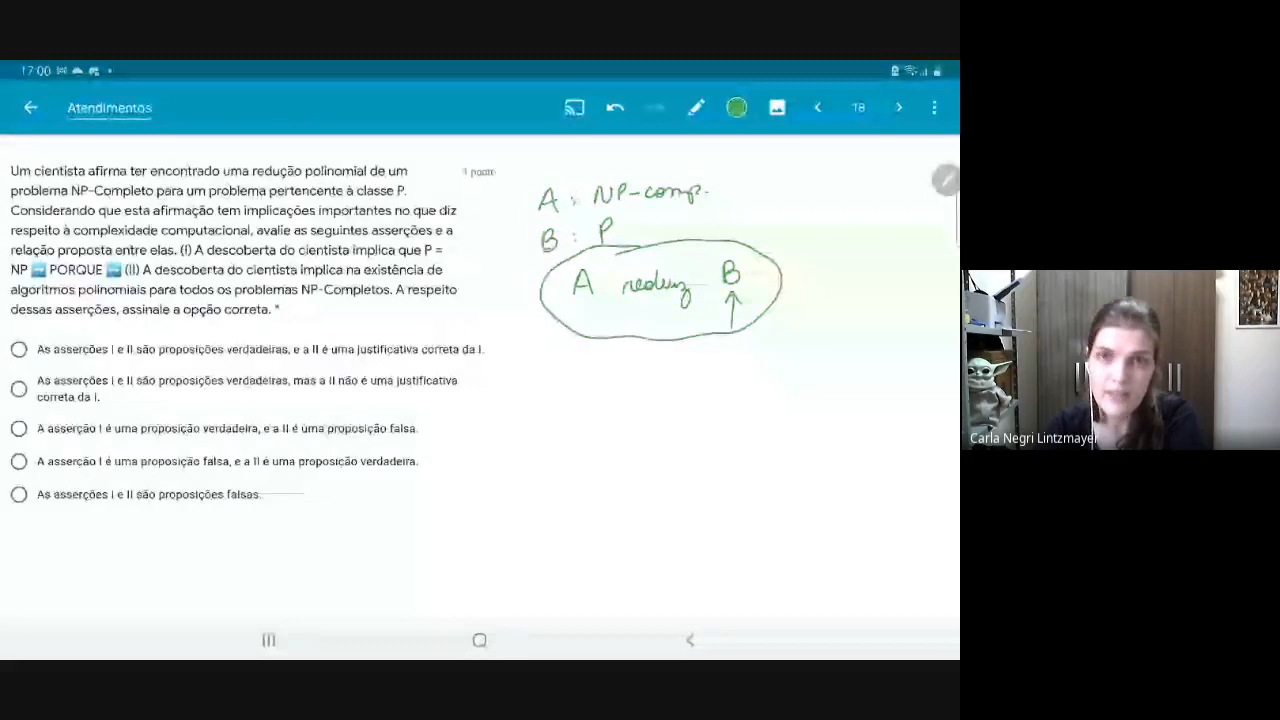 17:00
Atendimentos
18
Um cientista afirma ter encontrado uma redução polinomial de um
1 ponto
problema NP-Completo para um problema pertencente à classe P.
Considerando que esta afirmação tem implicações importantes no que diz
respeito à complexidade computacional, avalie as seguintes asserções e a
relação proposta entre elas. (I) A descoberta do cientista implica que P =
NP ➡ PORQUE ➡ (II) A descoberta do cientista implica na existência de
algoritmos polinomiais para todos os problemas NP-Completos. A respeito
dessas asserções, assinale a opção correta. *
As asserções I e II são proposições verdadeiras, e a II é uma justificativa correta da I.
As asserções I e II são proposições verdadeiras, mas a II não é uma justificativa
correta da I.
A asserção I é uma proposição verdadeira, e a II é uma proposição falsa.
A asserção I é uma proposição falsa, e a II é uma proposição verdadeira.
As asserções I e II são proposições falsas.
A : NP-comp.
B : P
A reduz B
Carla Negri Lintzmayer